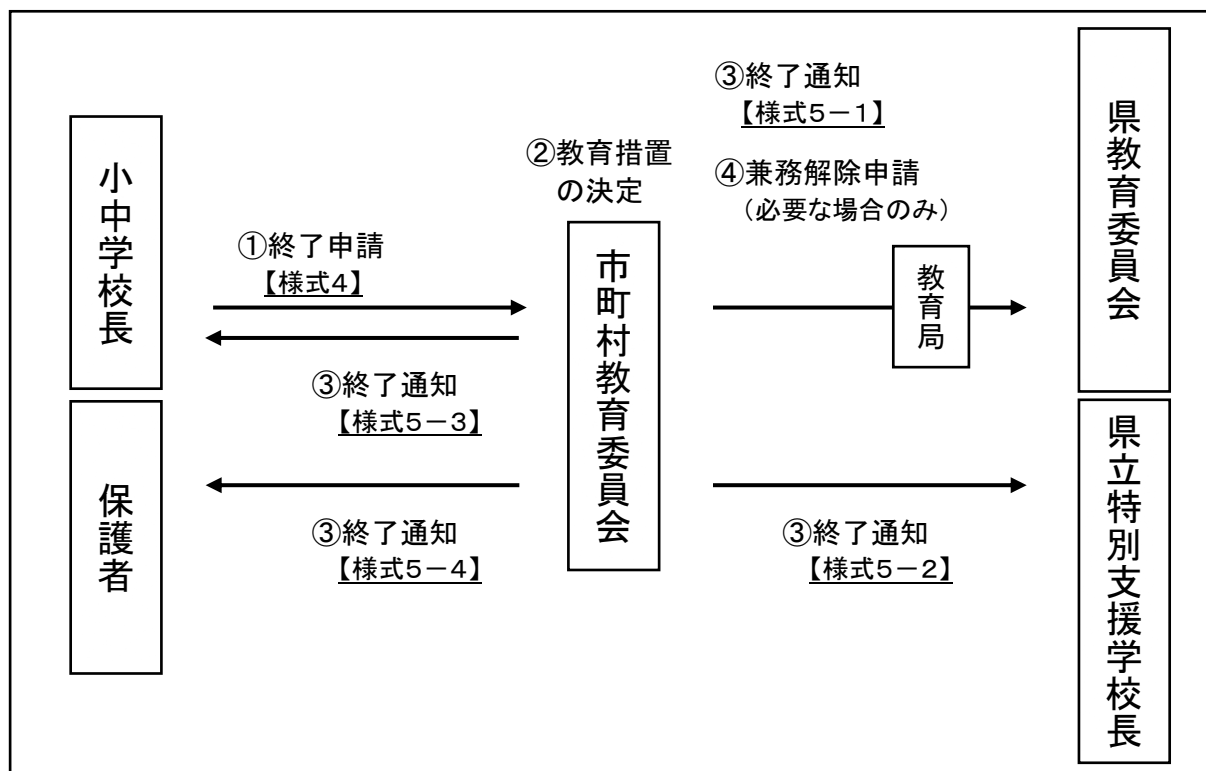 小中学校長
①終了申請
【様式4】
③終了通知
【様式5－3】
保護者
③終了通知
【様式5－4】
②教育措置
の決定
市町村教育委員会
③終了通知
【様式5－1】
④兼務解除申請
（必要な場合のみ）
教育局
県教育委員会
③終了通知
【様式5－2】
県立特別支援学校長